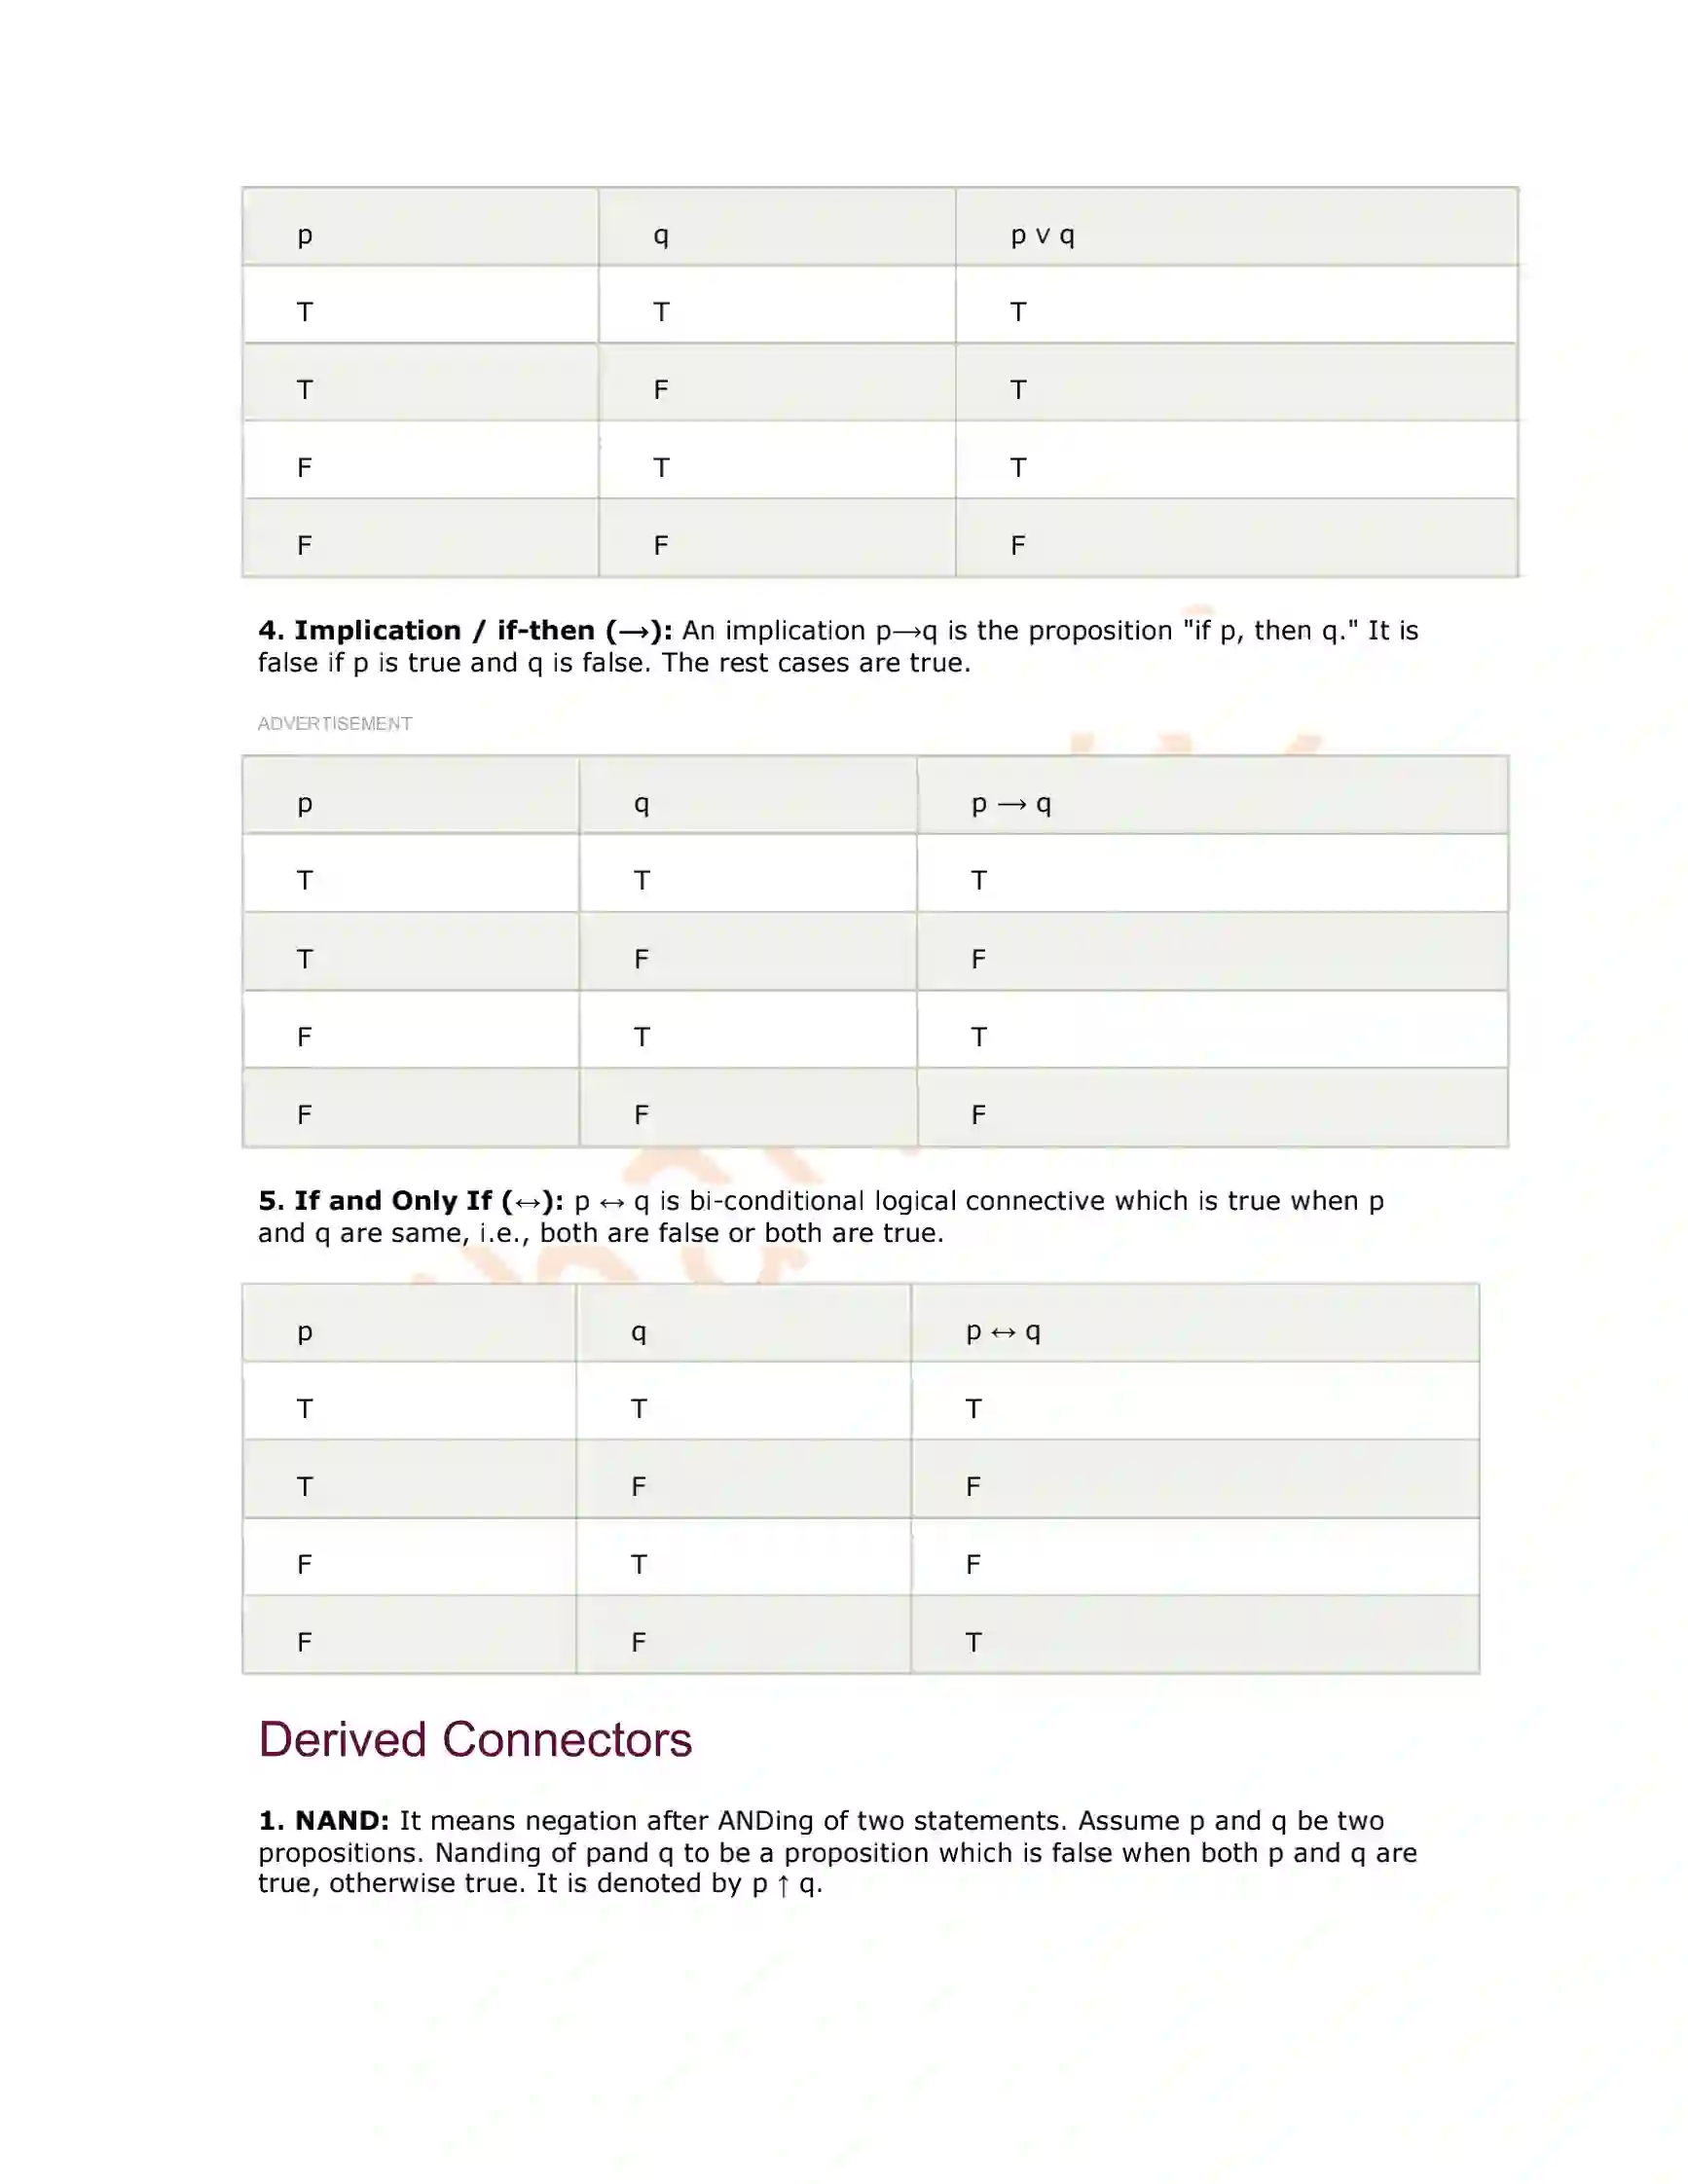 p q p ∨ q
T T T
T F T
F T T
F F F
4. Implication / if-then (⟶): An implication p⟶q is the proposition "if p, then q." It is
false if p is true and q is false. The rest cases are true.
ADVERTISEMENT
p q p ⟶ q
T T T
T F F
F T T
F F F
5. If and Only If (↔): p ↔ q is bi-conditional logical connective which is true when p
and q are same, i.e., both are false or both are true.
p q p ↔ q
T T T
T F F
F T F
F F T
Derived Connectors
1. NAND: It means negation after ANDing of two statements. Assume p and q be two
propositions. Nanding of pand q to be a proposition which is false when both p and q are
true, otherwise true. It is denoted by p ↑ q.